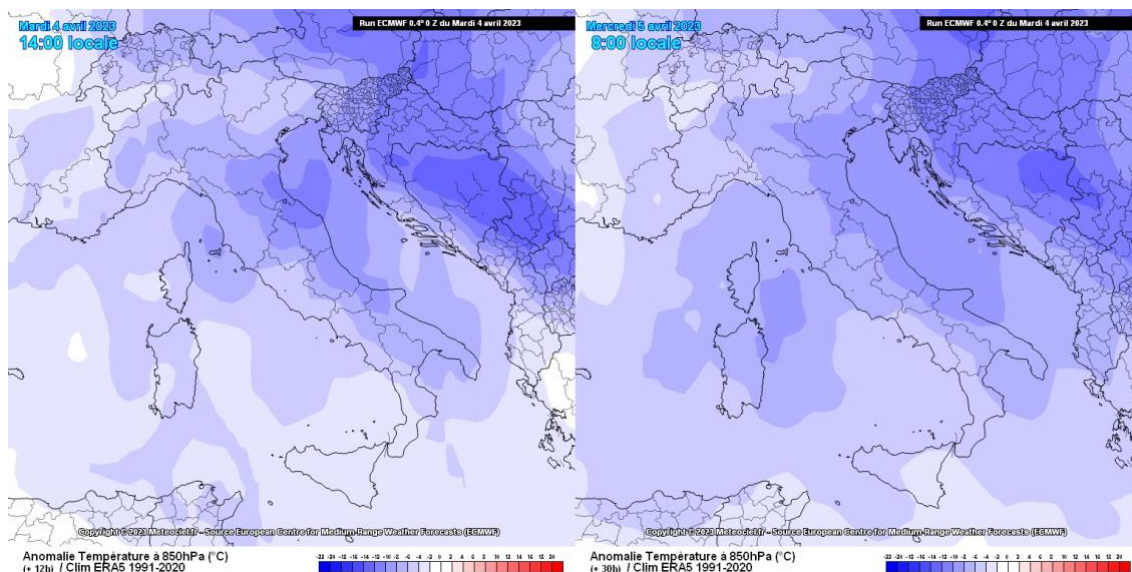 Mardi 4 avril 2023
14:00 locale
Run ECMWF 0.4° 0 Z du Mardi 4 avril 2023
Copyright © 2023 Meteociel.fr - Source European Centre for Medium-Range Weather Forecasts (ECMWF)
Anomalie Température à 850hPa (°C)
(+ 12h) / Clim ERA5 1991-2020
Mercredi 5 avril 2023
8:00 locale
Run ECMWF 0.4° 0 Z du Mardi 4 avril 2023
Copyright © 2023 Meteociel.fr - Source European Centre for Medium-Range Weather Forecasts (ECMWF)
Anomalie Température à 850hPa (°C)
(+ 30h) / Clim ERA5 1991-2020